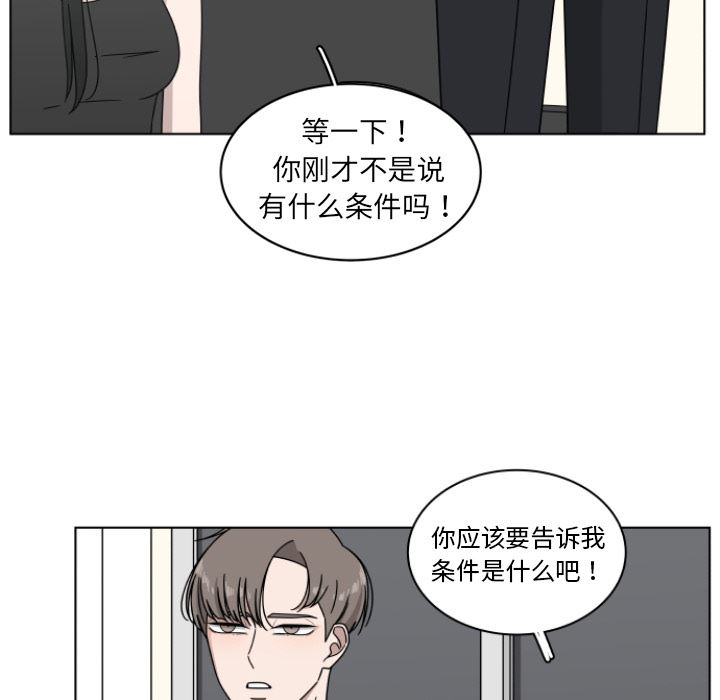 等一下！
你刚才不是说
有什么条件吗！
你应该要告诉我
条件是什么吧！